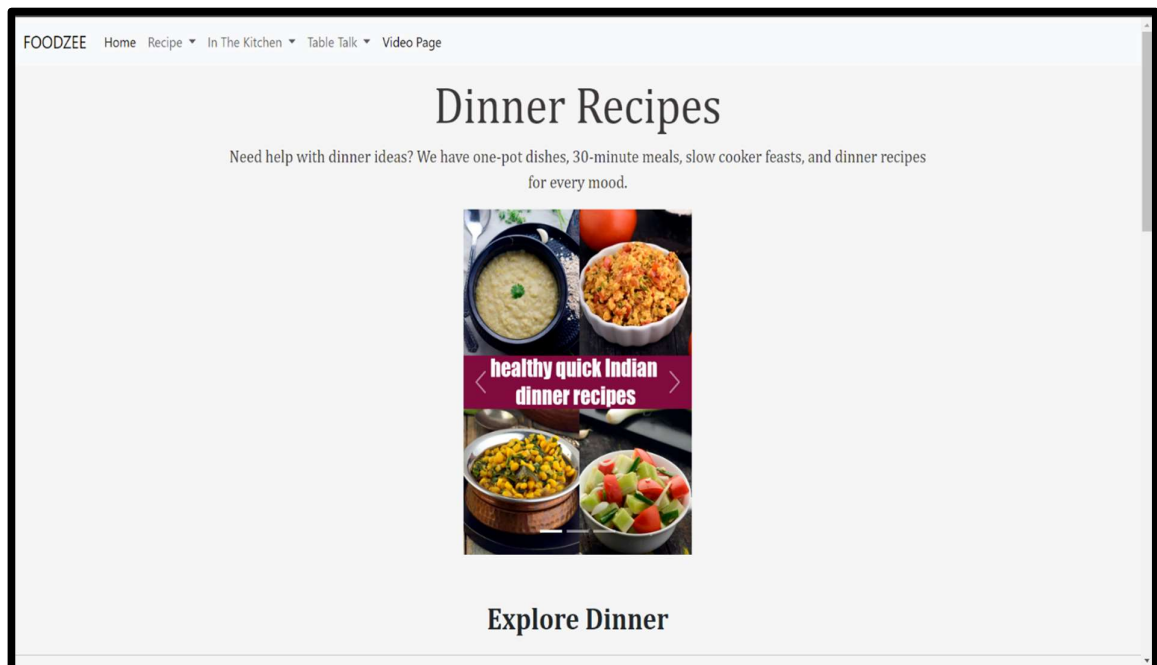 FOODZEE Home Recipe In The Kitchen Table Talk Video Page
Dinner Recipes
Need help with dinner ideas? We have one-pot dishes, 30-minute meals, slow cooker feasts, and dinner recipes
for every mood.
healthy quick Indian
dinner recipes
Explore Dinner